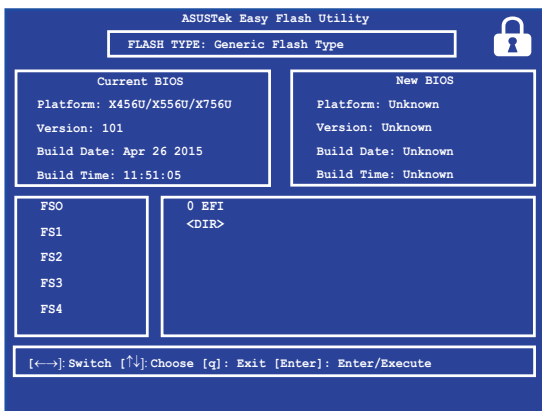 ASUSTek Easy Flash Utility
FLASH TYPE: Generic Flash Type
Current BIOS
Platform: X456U/X556U/X756U
Version: 101
Build Date: Apr 26 2015
Build Time: 11:51:05
New BIOS
Platform: Unknown
Version: Unknown
Build Date: Unknown
Build Time: Unknown
FSO
FS1
FS2
FS3
FS4
0 EFI
<DIR>
[←→]: Switch [↑↓]: Choose [q]: Exit [Enter]: Enter/Execute